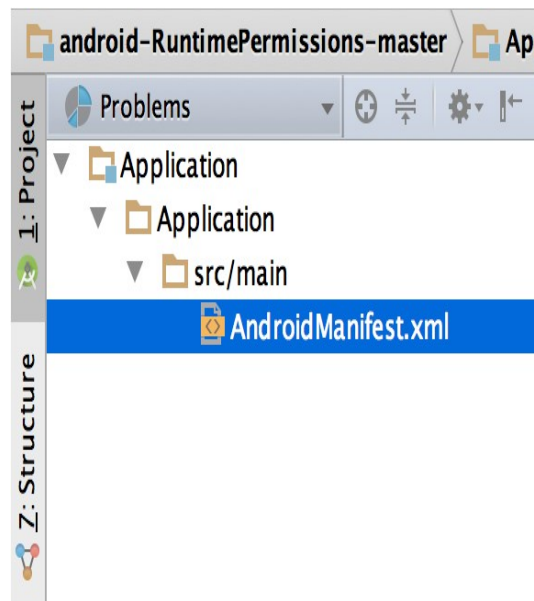 android-RuntimePermissions-master
Ap
Problems
Application
Application
src/main
AndroidManifest.xml
1: Project
Z: Structure